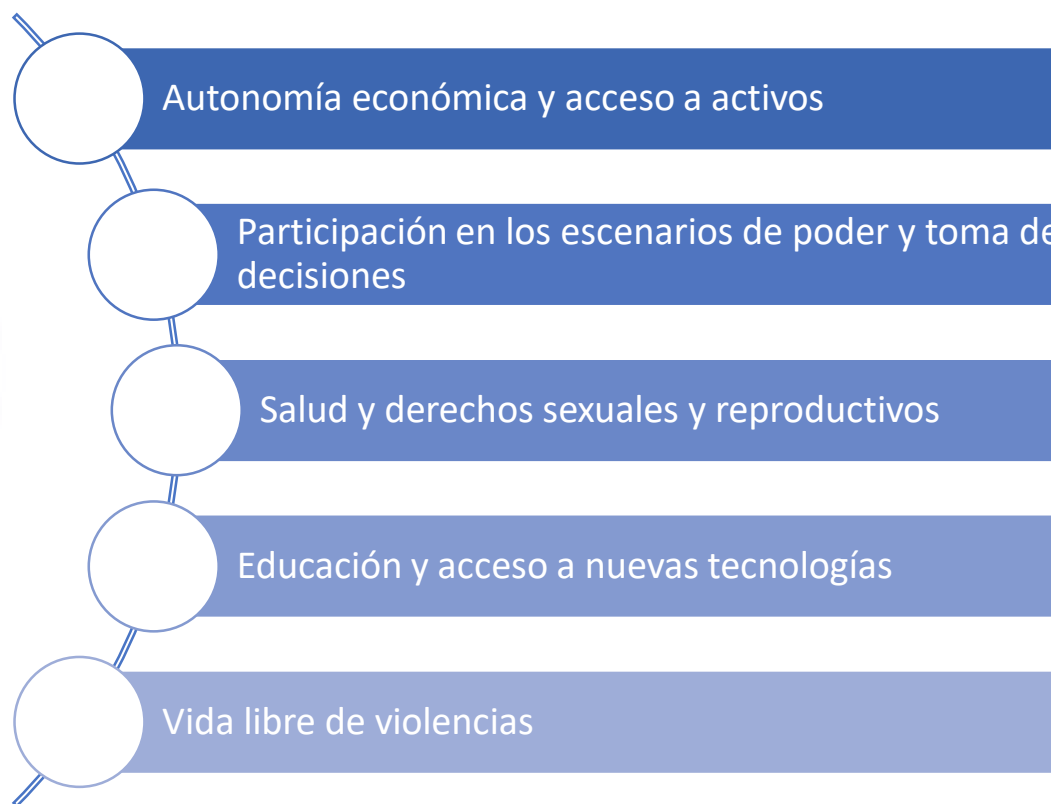 Autonomía económica y acceso a activos
Participación en los escenarios de poder y toma de
decisiones
Salud y derechos sexuales y reproductivos
Educación y acceso a nuevas tecnologías
Vida libre de violencias